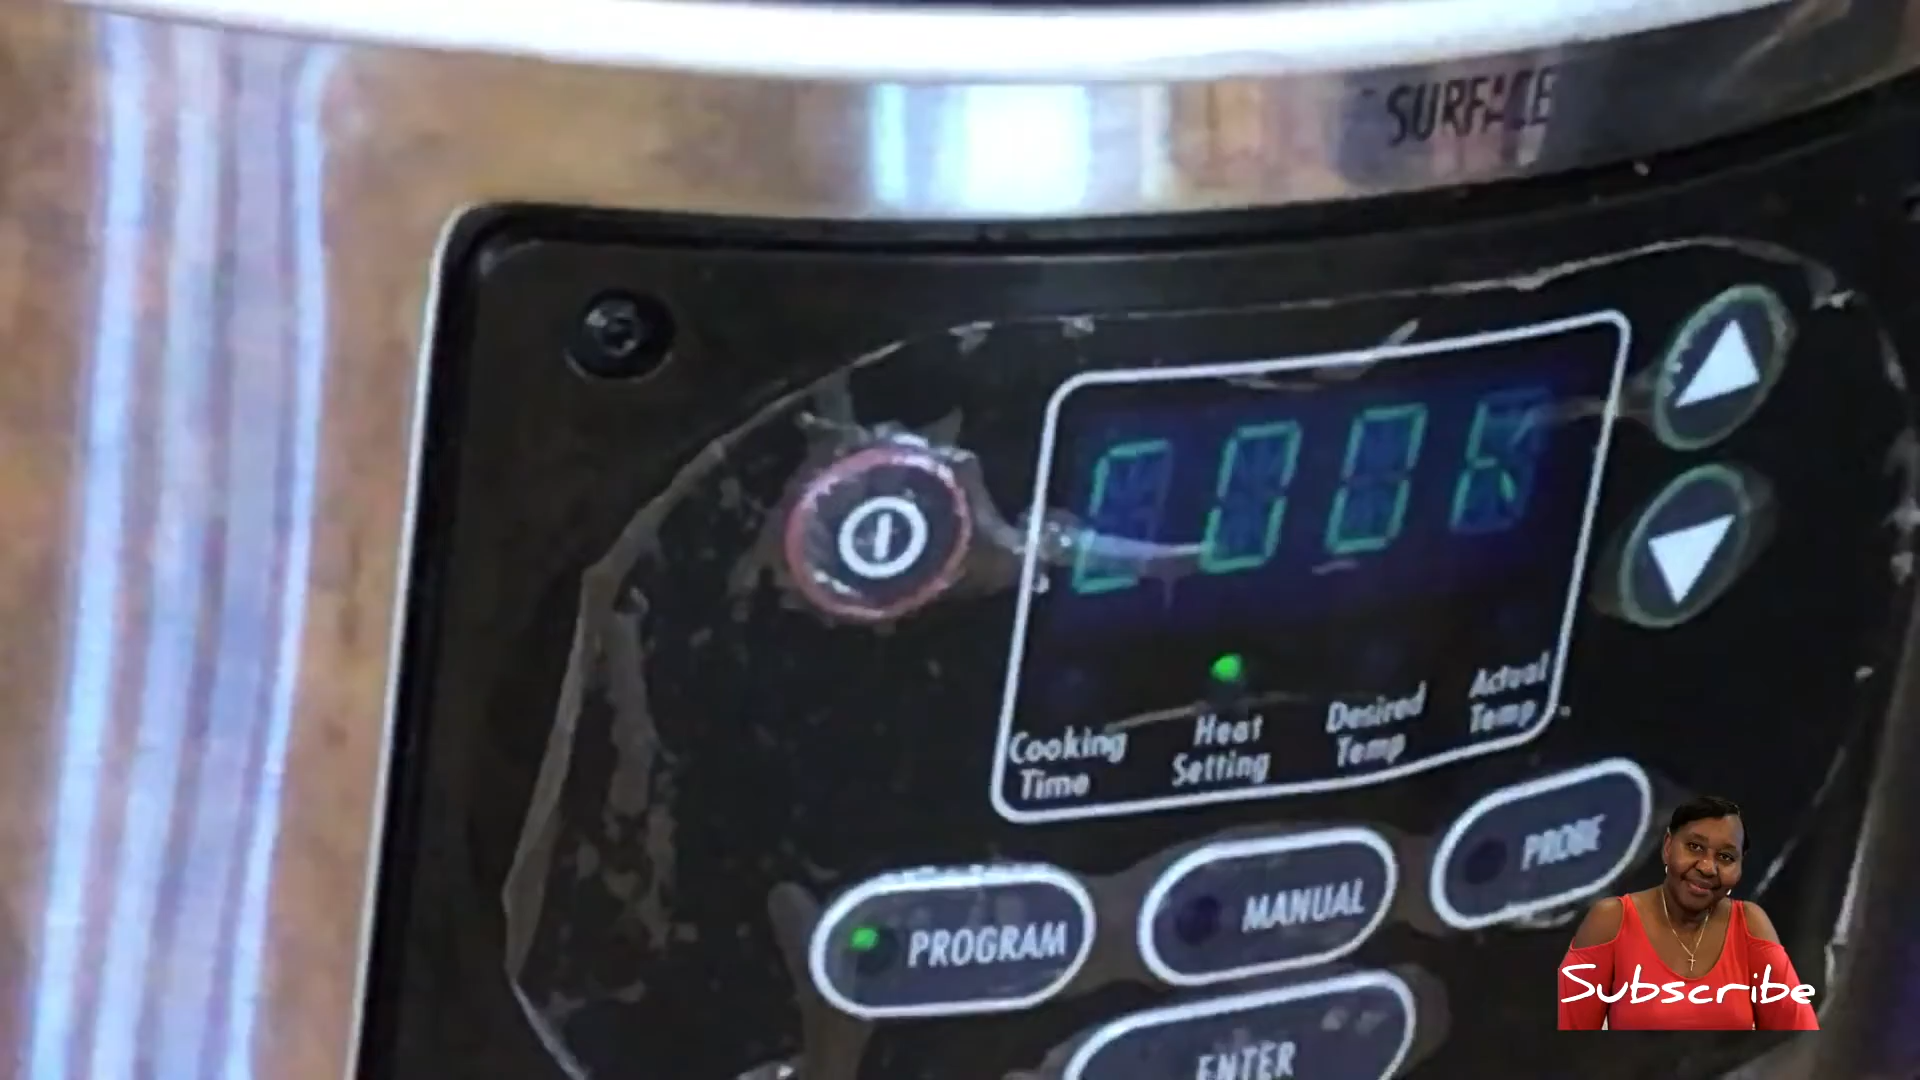 SURFACE
COOK
Cooking
Time
Heat
Setting
Desired
Temp
Actual
Temp
PROGRAM
MANUAL
PROBE
ENTER
Subscribe